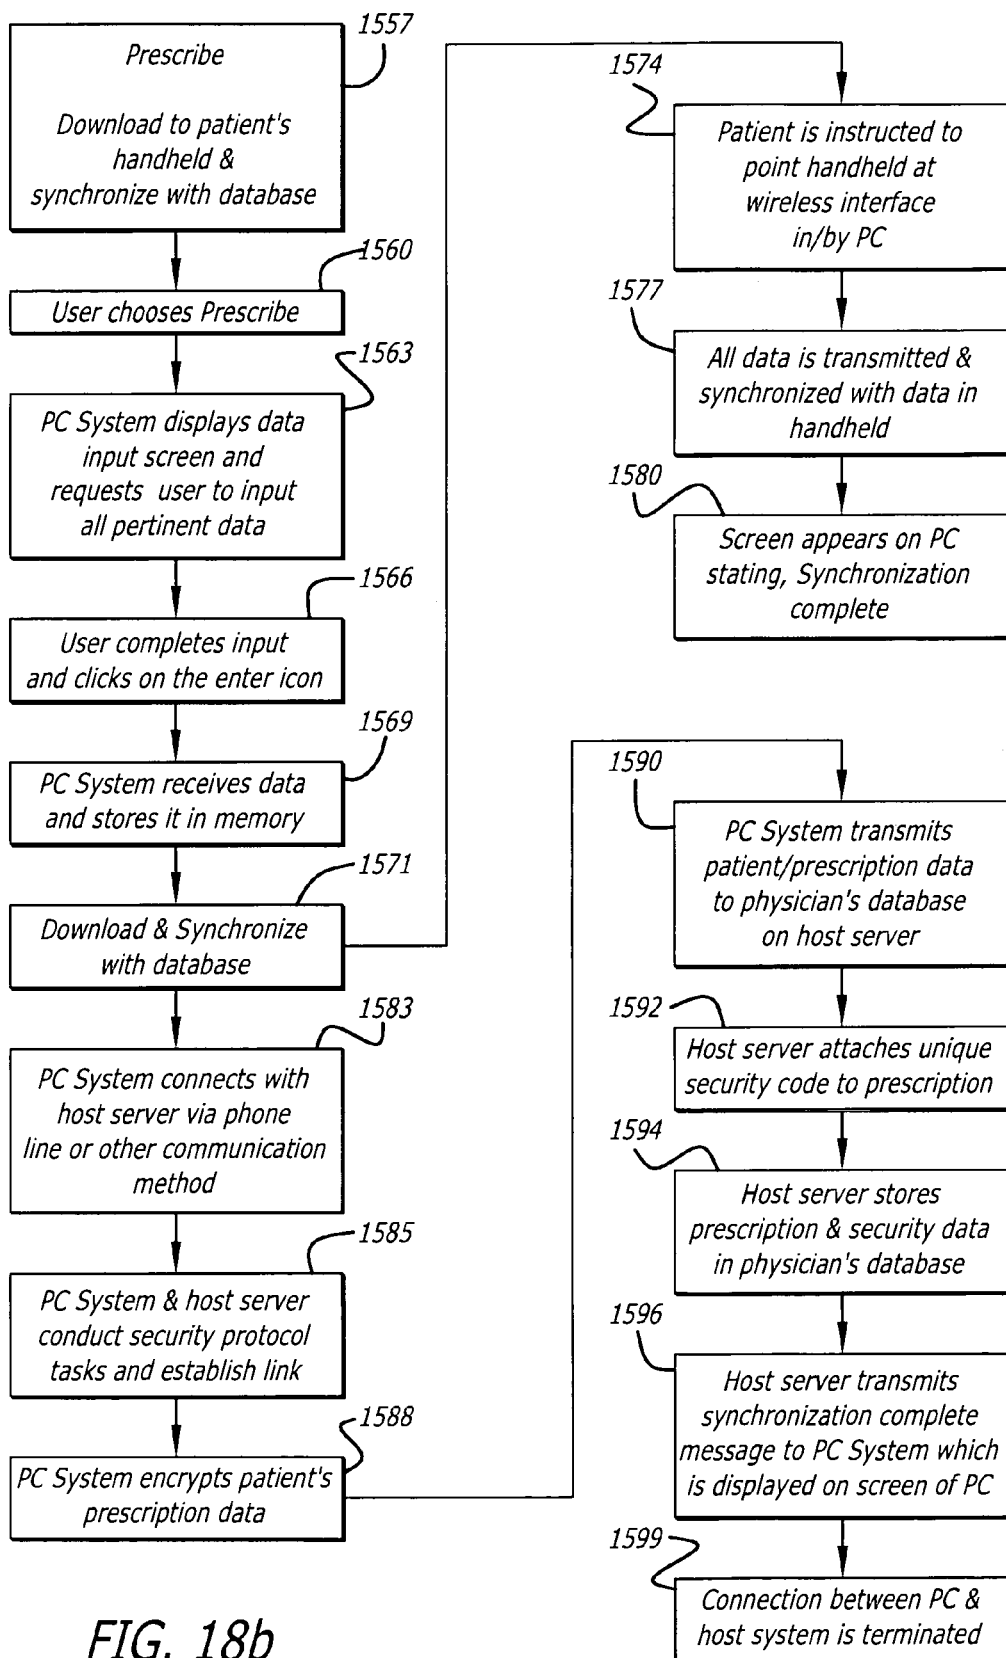 1557
Prescribe
Download to patient's
handheld &
synchronize with database
1560
User chooses Prescribe
1563
PC System displays data
input screen and
requests user to input
all pertinent data
1566
User completes input
and clicks on the enter icon
1569
PC System receives data
and stores it in memory
1571
Download & Synchronize
with database
1583
PC System connects with
host server via phone
line or other communication
method
1585
PC System & host server
conduct security protocol
tasks and establish link
1588
PC System encrypts patient's
prescription data
1574
Patient is instructed to
point handheld at
wireless interface
in/by PC
1577
All data is transmitted &
synchronized with data in
handheld
1580
Screen appears on PC
stating, Synchronization
complete
1590
PC System transmits
patient/prescription data
to physician's database
on host server
1592
Host server attaches unique
security code to prescription
1594
Host server stores
prescription & security data
in physician's database
1596
Host server transmits
synchronization complete
message to PC System which
is displayed on screen of PC
1599
Connection between PC &
host system is terminated
FIG. 18b